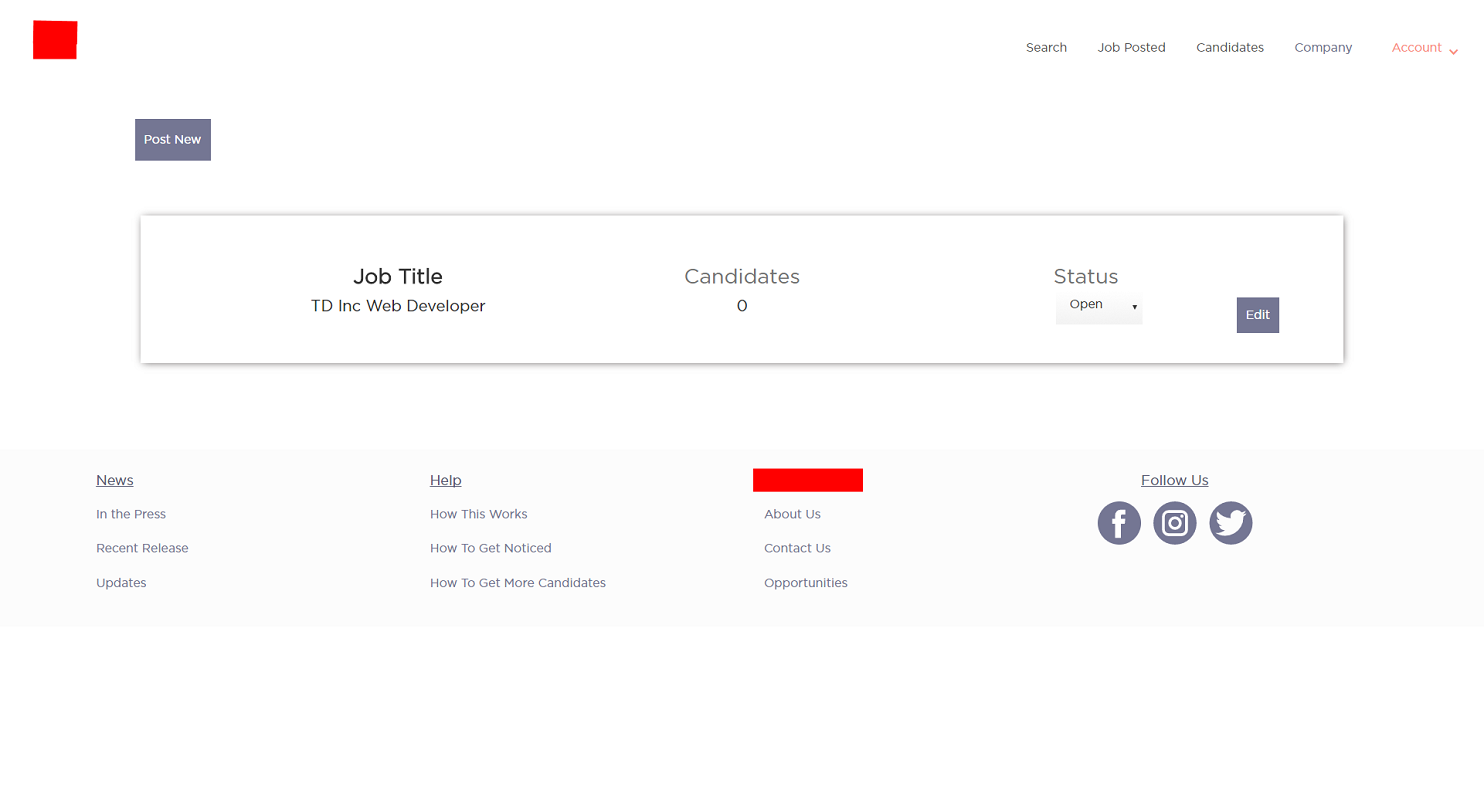 Search Job Posted Candidates Company Account
Post New
Job Title Candidates Status
TD Inc Web Developer 0 Open Edit
News Help Follow Us
In the Press How This Works About Us
Recent Release How To Get Noticed Contact Us
Updates How To Get More Candidates Opportunities